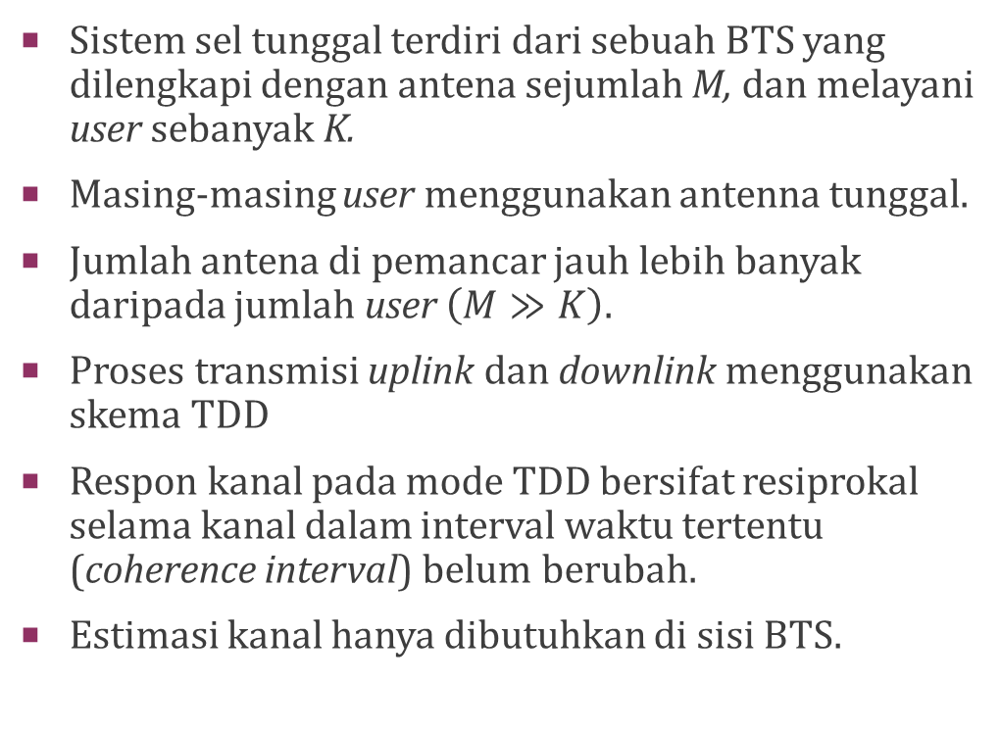 ▪ Sistem sel tunggal terdiri dari sebuah BTS yang
dilengkapi dengan antena sejumlah M, dan melayani
user sebanyak K.
▪ Masing-masing user menggunakan antenna tunggal.
▪ Jumlah antena di pemancar jauh lebih banyak
daripada jumlah user (M ≫ K).
▪ Proses transmisi uplink dan downlink menggunakan
skema TDD
▪ Respon kanal pada mode TDD bersifat resiprokal
selama kanal dalam interval waktu tertentu
(coherence interval) belum berubah.
▪ Estimasi kanal hanya dibutuhkan di sisi BTS.